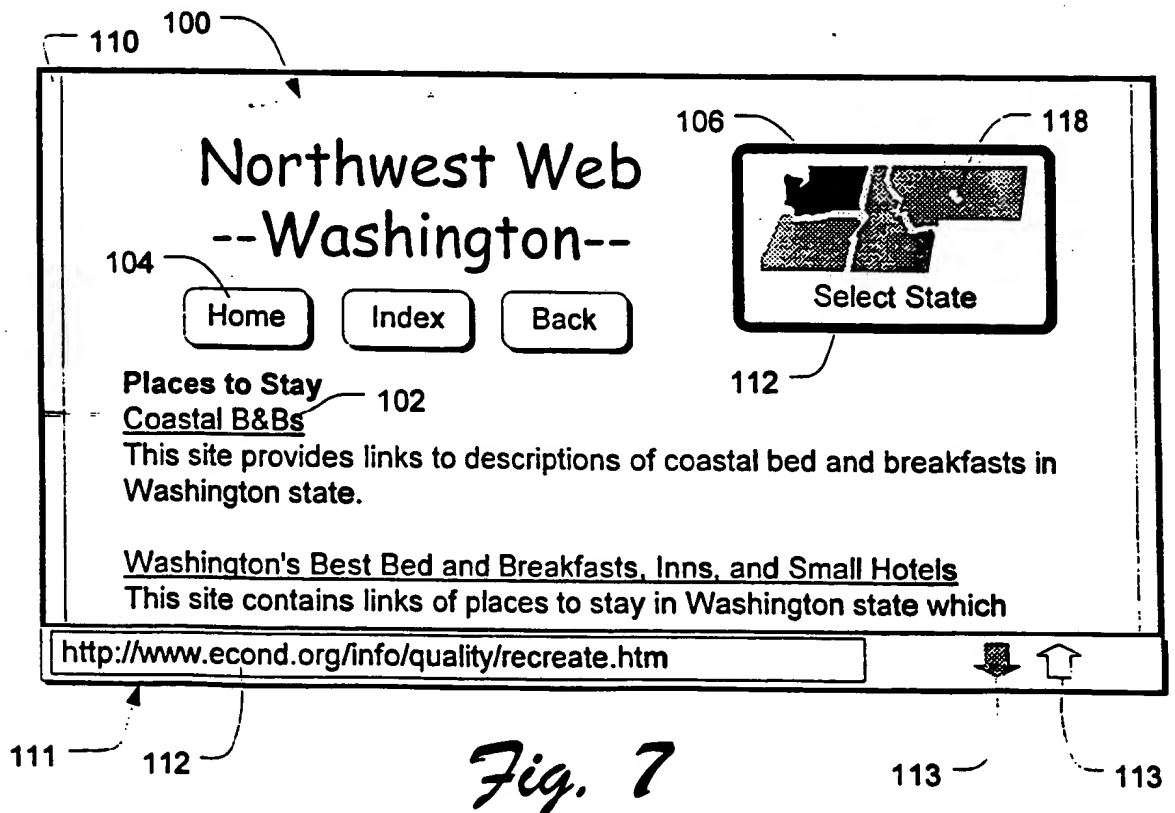 110
100
106
118
Northwest Web
--Washington--
104
Home
Index
Back
Select State
112
Places to Stay
102
Coastal B&Bs
This site provides links to descriptions of coastal bed and breakfasts in
Washington state.
Washington's Best Bed and Breakfasts, Inns, and Small Hotels
This site contains links of places to stay in Washington state which
http://www.econd.org/info/quality/recreate.htm
111
112
Fig. 7
113
113